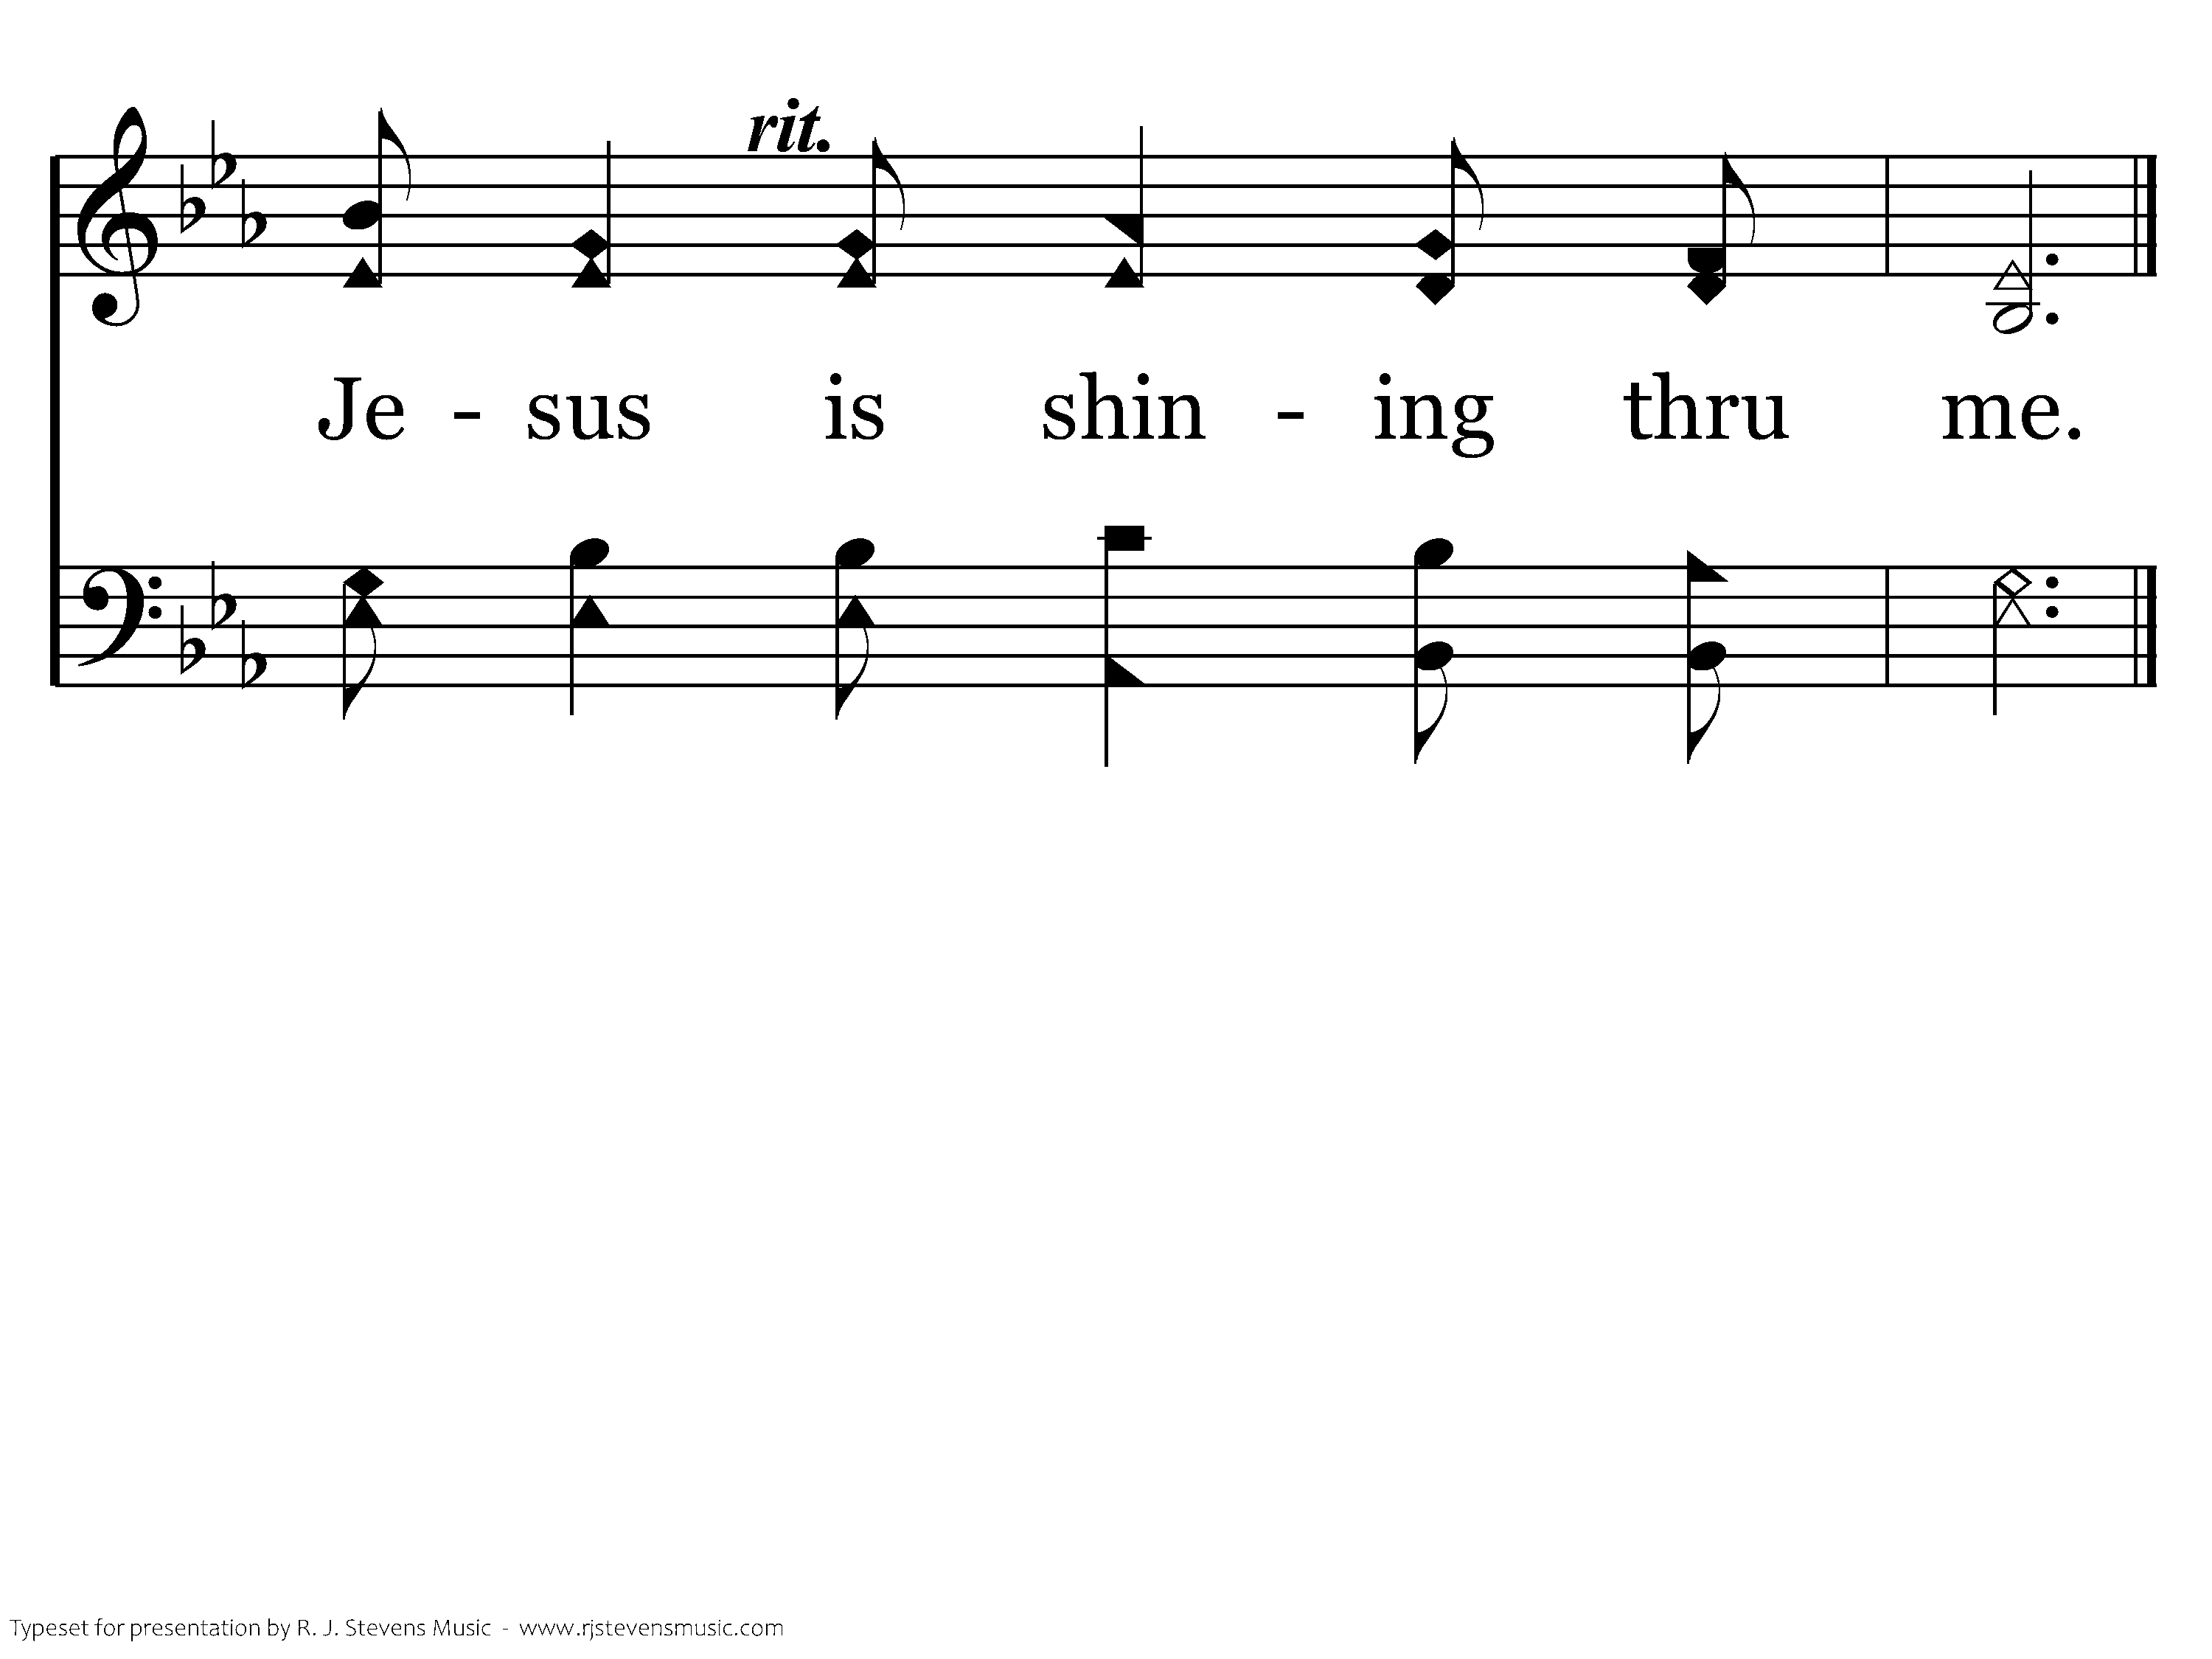 rit.
Je - sus is shin - ing thru me.
Typeset for presentation by R. J. Stevens Music - www.rjstevensmusic.com